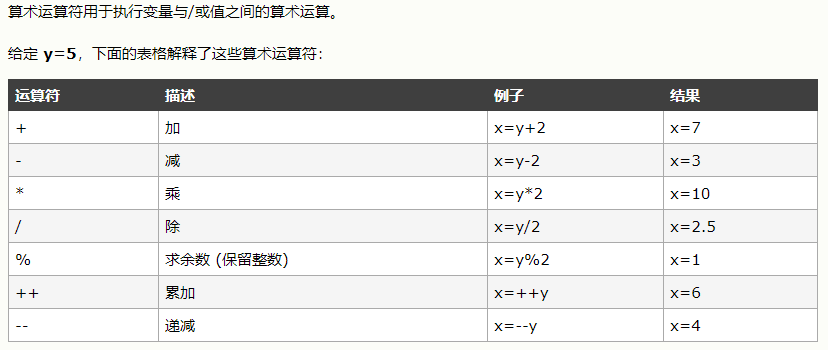 算术运算符用于执行变量与/或值之间的算术运算。
给定 y=5，下面的表格解释了这些算术运算符：
运算符 描述 例子 结果
+ 加 x=y+2 x=7
- 减 x=y-2 x=3
* 乘 x=y*2 x=10
/ 除 x=y/2 x=2.5
% 求余数 (保留整数) x=y%2 x=1
++ 累加 x=++y x=6
-- 递减 x=--y x=4